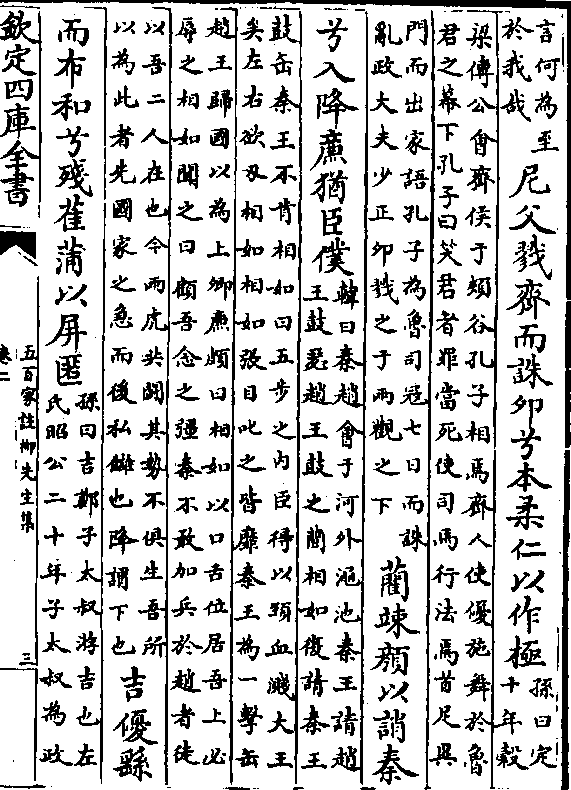 言何為至
於我哉
尼父戮齊而誅卯兮本柔仁以作極
孫曰定
十年穀
梁傳公會齊侯于頰谷孔子相焉齊人使優施舞於魯
君之幕下孔子曰笑君者罪當死使司馬行法焉首足異
門而出家語孔子為魯司冦七日而誅
亂政大夫少正卯戮之于兩觀之下
藺竦顔以誚秦
兮入降廉猶臣僕
韓曰秦趙會于河外澠池秦王請趙
王鼓瑟趙王鼓之藺相如復請秦王
鼓缶秦王不肯相如曰五步之内臣得以頸血濺大王
矣左右欲刃相如相如張目叱之皆靡秦王為一擊缶
趙王歸國以為上卿廉頗曰相如以口舌位居吾上必
辱之相如聞之曰顧吾念之彊秦不敢加兵於趙者徒
以吾二人在也今兩虎共鬭其勢不俱生吾所
以為此者先國家之急而後私讎也降謂下也
吉優繇
而布和兮殘萑蒲以屏匿
孫曰吉鄭子太叔游吉也左
氏昭公二十年子太叔為政
欽定四庫全書
卷二
五百家註柳先生集
三